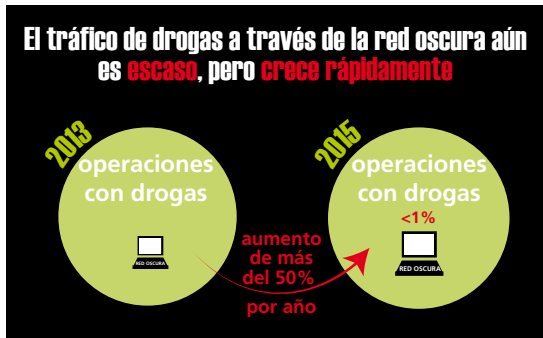 El tráfico de drogas a través de la red oscura aún
es escaso, pero crece rápidamente
2013
operaciones
con drogas
RED OSCURA
aumento
de más
del 50%
por año
2015
operaciones
con drogas
<1%
RED OSCURA